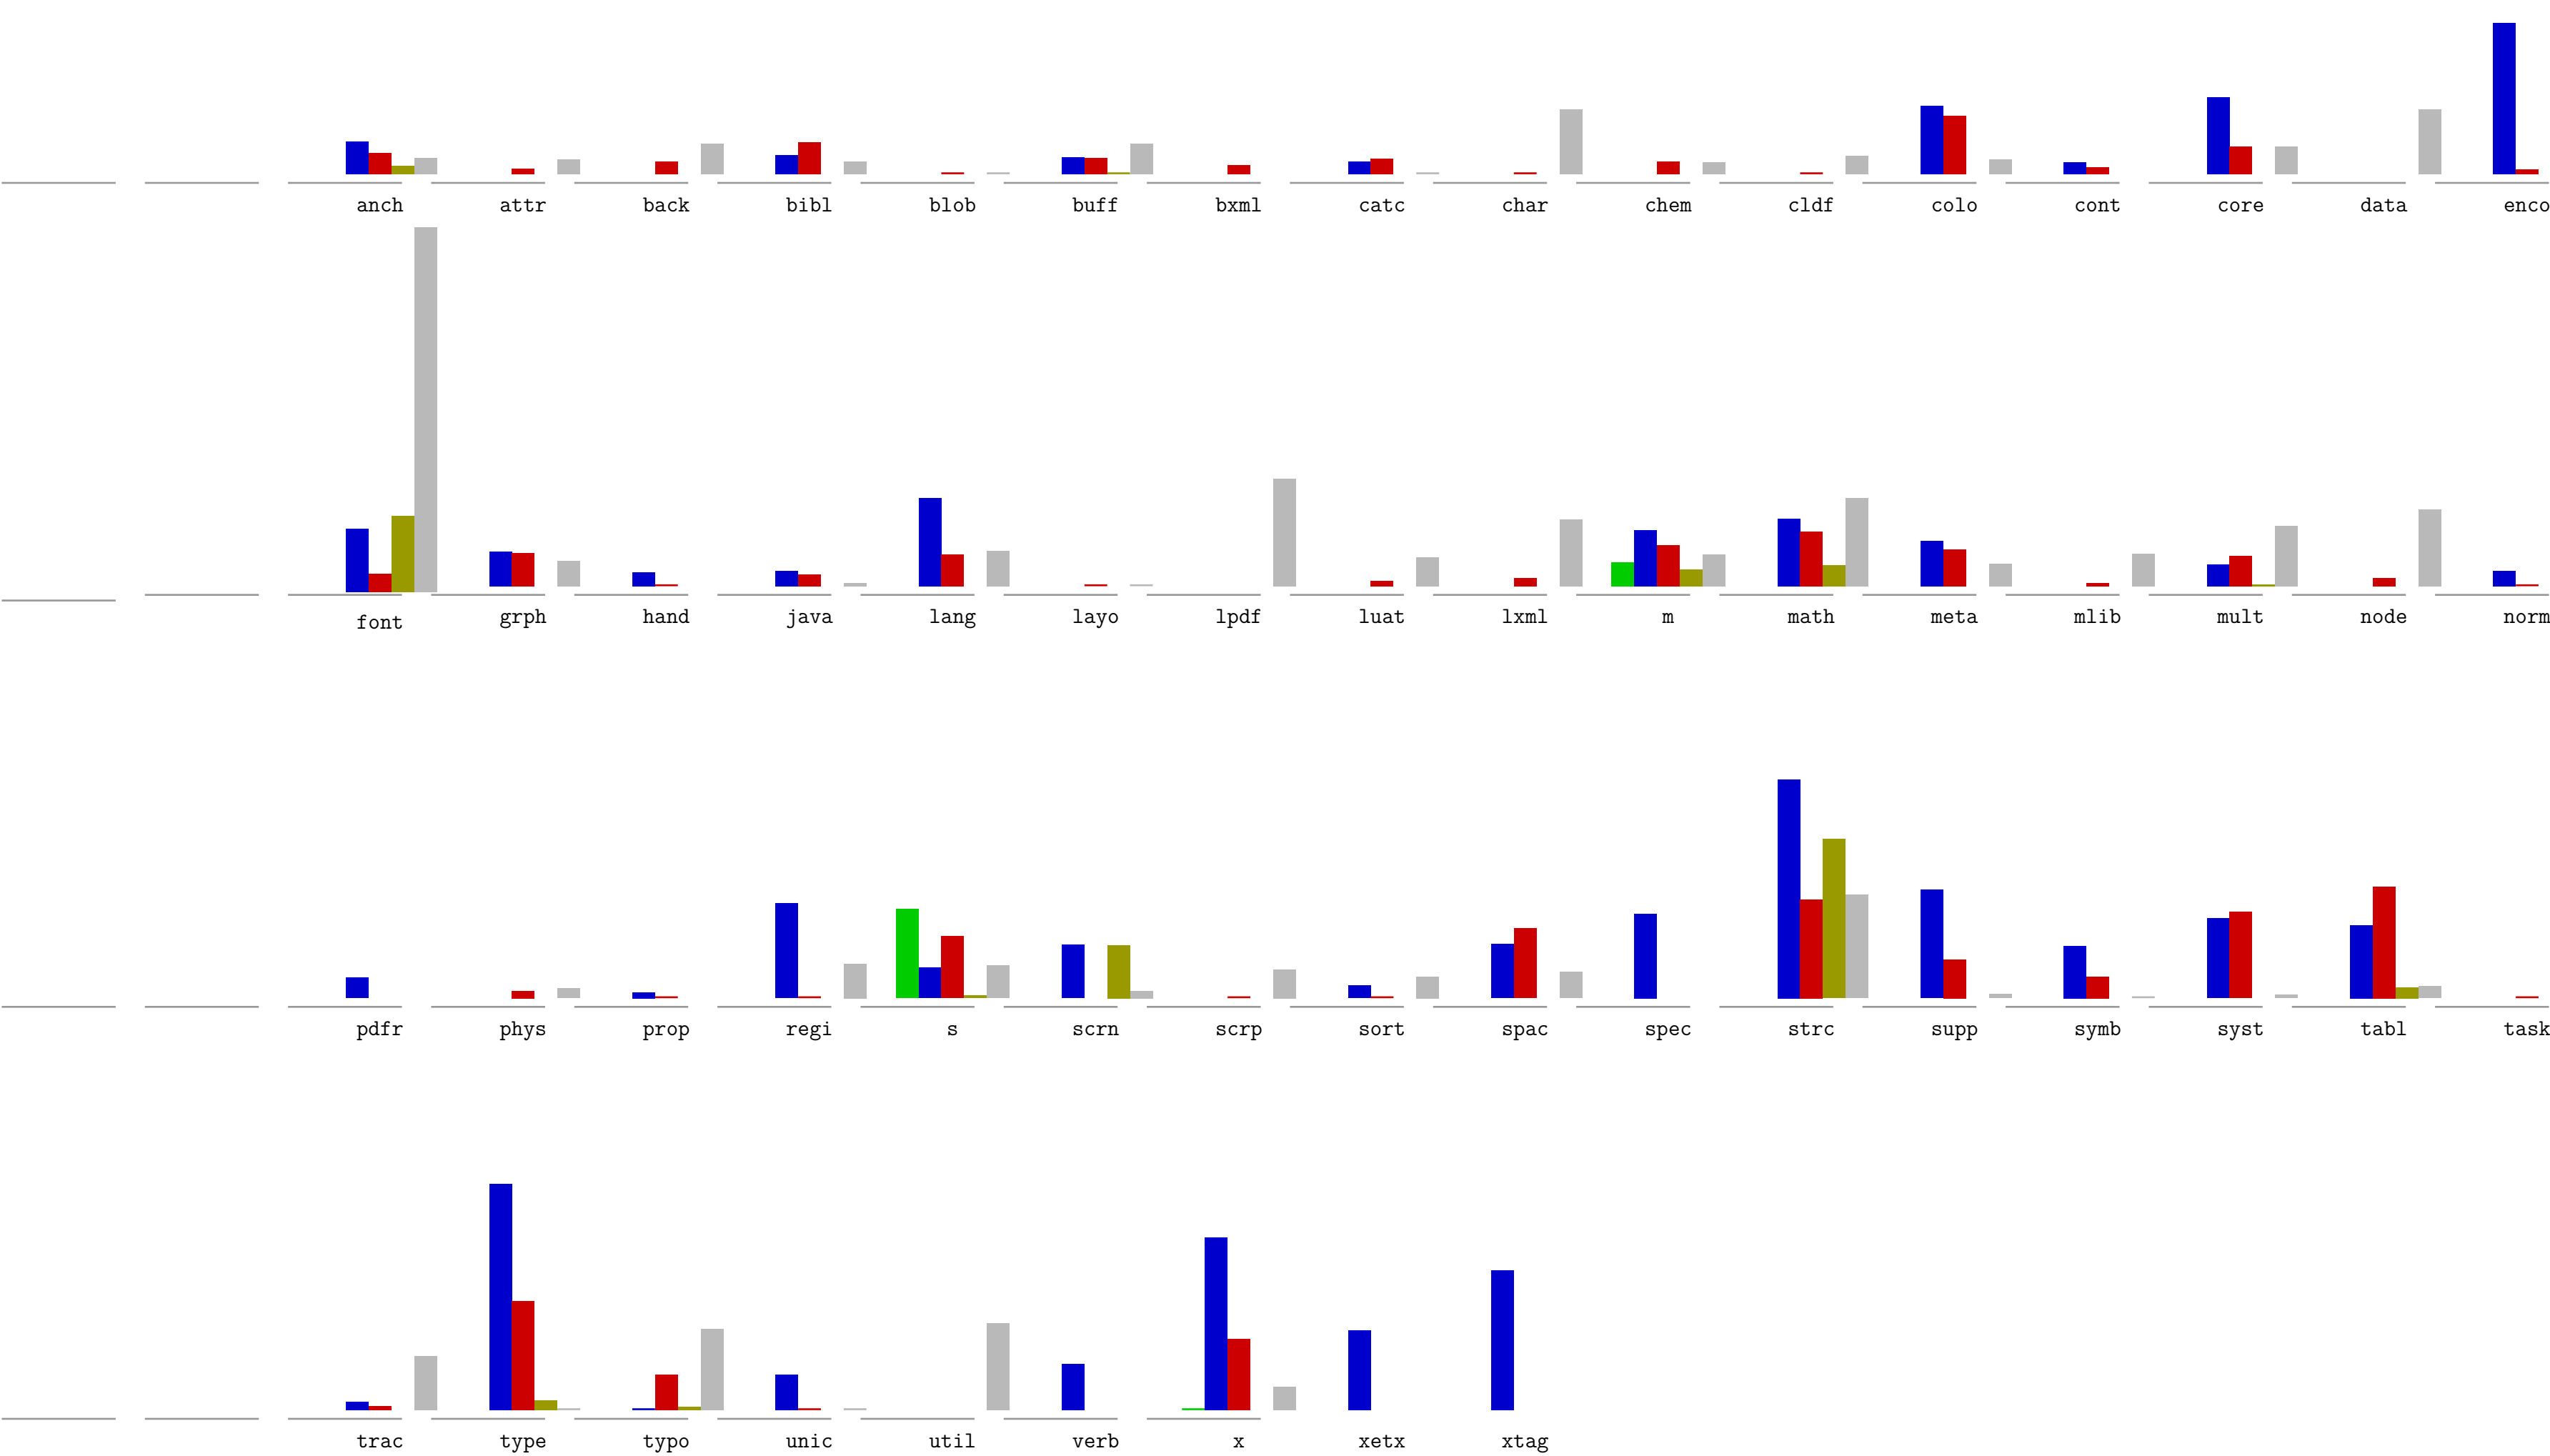 anch attr back bibl blob buff bxml catc char chem cldf colo cont core data enco
font grph hand java lang layo lpdf luat lxml m math meta mlib mult node norm
pdfr phys prop regi s scrn scrp sort spac spec strc supp symb syst tabl task
trac type typo unic util verb x xetx xtag